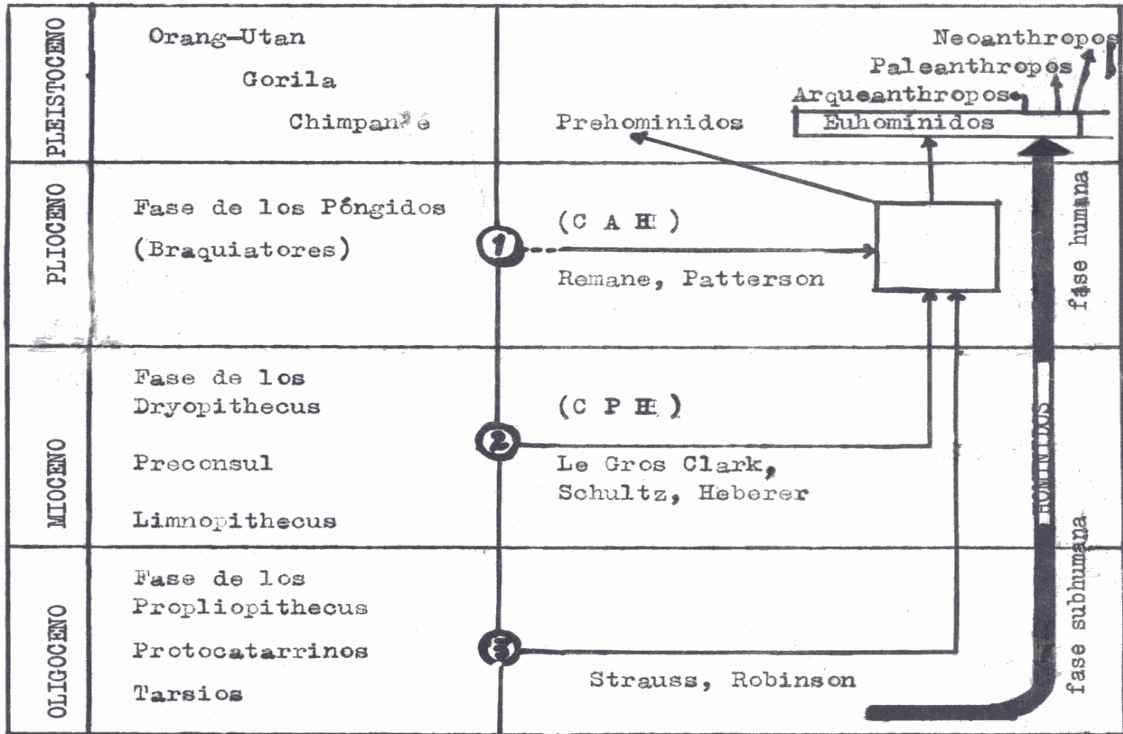 PLEISTOCENO
Orang-Utan
Gorila
Chimpancé
Prehominidos
Neoanthropos
Paleanthropos
Arqueanthropos
Euhomínidos
PLIOCENO
Fase de los Póngidos
(Braquiatores)
1
(C A H)
Remane, Patterson
fase humana
MIOCENO
Fase de los
Dryopithecus
Preconsul
Limnopithecus
2
(C P H)
Le Gros Clark,
Schultz, Heberer
HOMINIDOS
OLIGOCENO
Fase de los
Propliopithecus
Protocatarrinos
Tarsios
3
Strauss, Robinson
fase subhumana